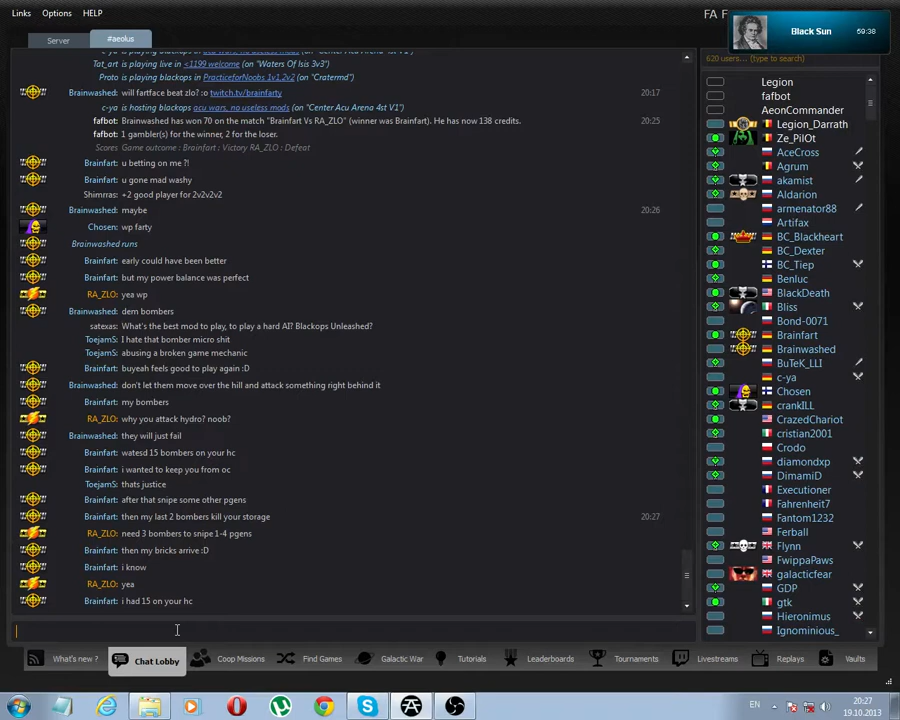 Links Options HELP
FA F
Black Sun 59:38
Server #aeolus
620 users... (type to search)
Tat_art is playing live in <1199 welcome (on "Waters Of Isis 3v3")
Proto is playing blackops in PracticeforNoobs 1v1.2v2 (on "Cratermd")
Brainwashed: will fartface beat zlo? :o twitch.tv/brainfarty 20:17
c-ya is hosting blackops acu wars, no useless mods (on "Center Acu Arena 4st V1")
fafbot: Brainwashed has won 70 on the match "Brainfart Vs RA_ZLO" (winner was Brainfart). He has now 138 credits. 20:25
fafbot: 1 gambler(s) for the winner, 2 for the loser.
Scores Game outcome : Brainfart : Victory RA_ZLO : Defeat
Brainfart: u betting on me ?!
Brainfart: u gone mad washy
Shimrras: +2 good player for 2v2v2v2
Brainwashed: maybe 20:26
Chosen: wp farty
Brainwashed runs
Brainfart: early could have been better
Brainfart: but my power balance was perfect
RA_ZLO: yea wp
Brainwashed: dem bombers
satexas: What's the best mod to play, to play a hard AI? Blackops Unleashed?
ToejamS: I hate that bomber micro shit
ToejamS: abusing a broken game mechanic
Brainfart: buyeah feels good to play again :D
Brainwashed: don't let them move over the hill and attack something right behind it
Brainfart: my bombers
RA_ZLO: why you attack hydro? noob?
Brainwashed: they will just fail
Brainfart: watesd 15 bombers on your hc
Brainfart: i wanted to keep you from oc
ToejamS: thats justice
Brainfart: after that snipe some other pgens
Brainfart: then my last 2 bombers kill your storage 20:27
RA_ZLO: need 3 bombers to snipe 1-4 pgens
Brainfart: then my bricks arrive :D
Brainfart: i know
RA_ZLO: yea
Brainfart: i had 15 on your hc
Legion
fafbot
AeonCommander
Legion_Darrath
Ze_PilOt
AceCross
Agrum
akamist
Aldarion
armenator88
Artifax
BC_Blackheart
BC_Dexter
BC_Tiep
Benluc
BlackDeath
Bliss
Bond-0071
Brainfart
Brainwashed
BuTeK_LLI
c-ya
Chosen
crankILL
CrazedChariot
cristian2001
Crodo
diamondxp
DimamiD
Executioner
Fahrenheit7
Fantom1232
Ferball
Flynn
FwippaPaws
galacticfear
GDP
gtk
Hieronimus
Ignominious_
What's new ? Chat Lobby Coop Missions Find Games Galactic War Tutorials Leaderboards Tournaments Livestreams Replays Vaults
EN 20:27
19.10.2013